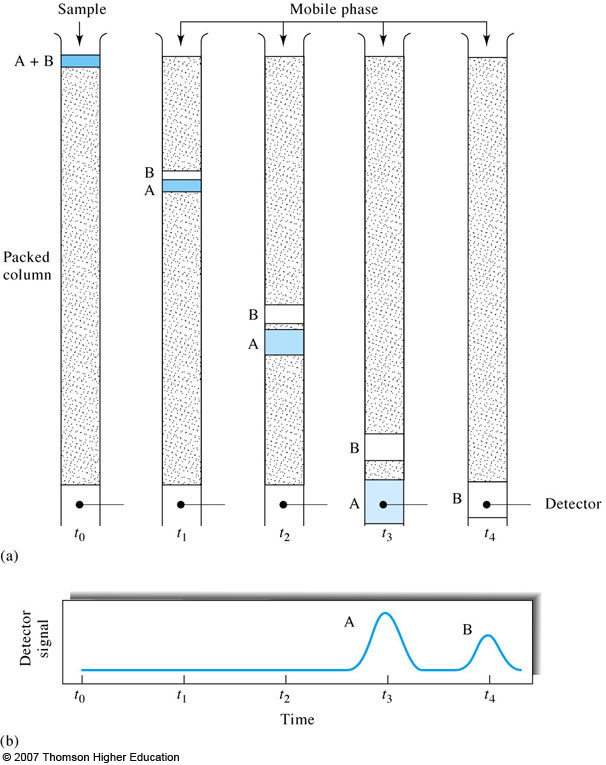 Sample
Mobile phase
A + B
B
A
Packed
column
B
A
B
A
B
Detector
t0
t1
t2
t3
t4
(a)
Detector
signal
A
B
t0
t1
t2
t3
t4
Time
(b)
© 2007 Thomson Higher Education